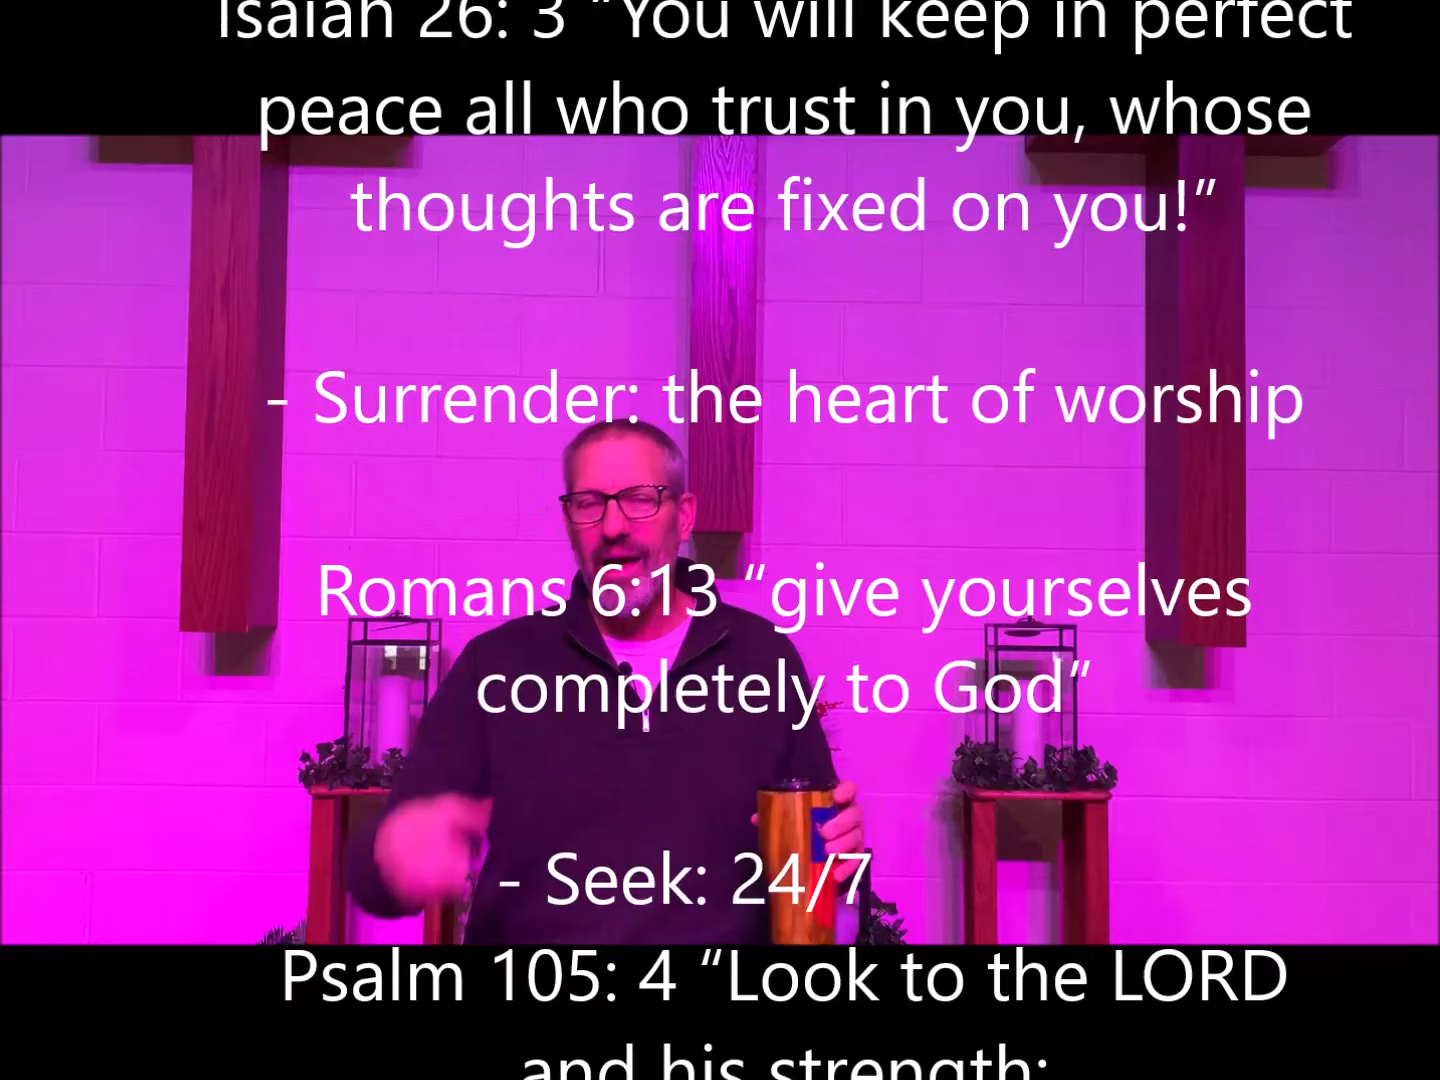 Isaiah 26: 3 “You will keep in perfect
peace all who trust in you, whose
thoughts are fixed on you!”
- Surrender: the heart of worship
Romans 6:13 “give yourselves
completely to God”
- Seek: 24/7
Psalm 105: 4 “Look to the LORD
and his strength;